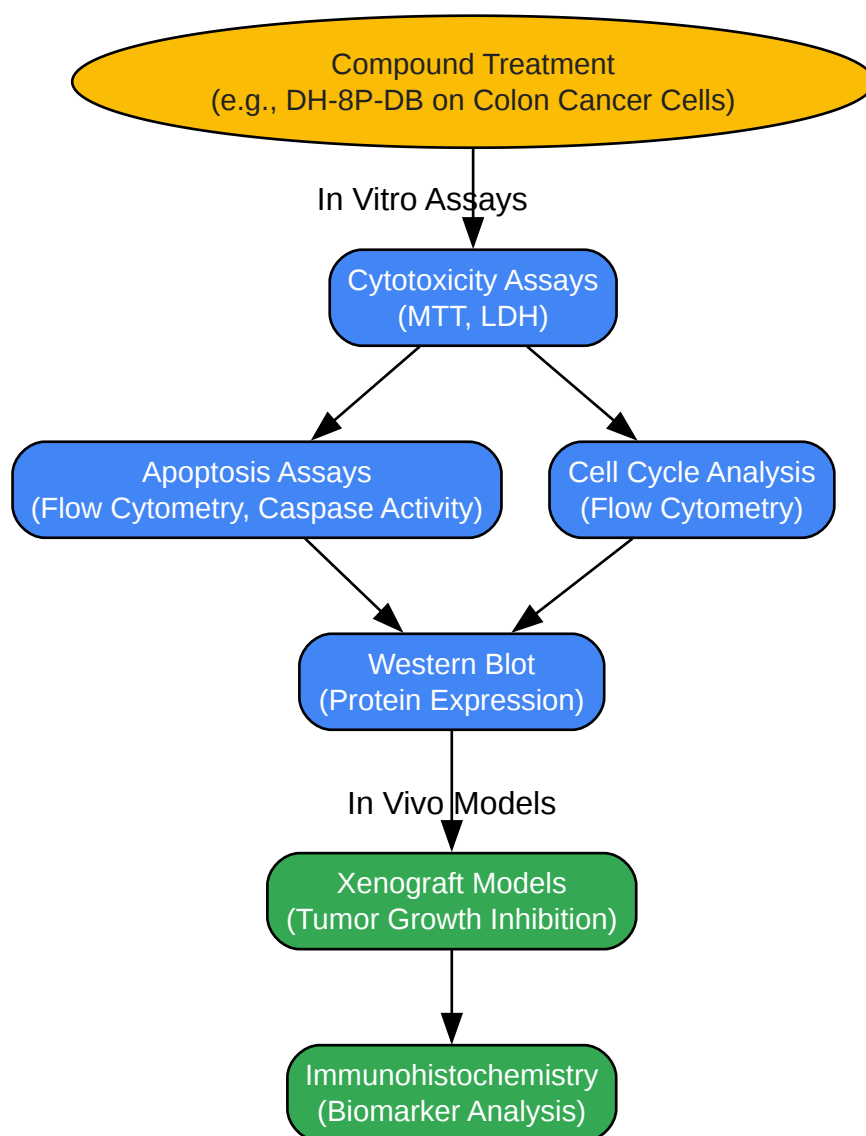 Compound Treatment
(e.g., DH-8P-DB on Colon Cancer Cells)
In Vitro Assays
Cytotoxicity Assays
(MTT, LDH)
Apoptosis Assays
(Flow Cytometry, Caspase Activity)
Cell Cycle Analysis
(Flow Cytometry)
Western Blot
(Protein Expression)
In Vivo Models
Xenograft Models
(Tumor Growth Inhibition)
Immunohistochemistry
(Biomarker Analysis)